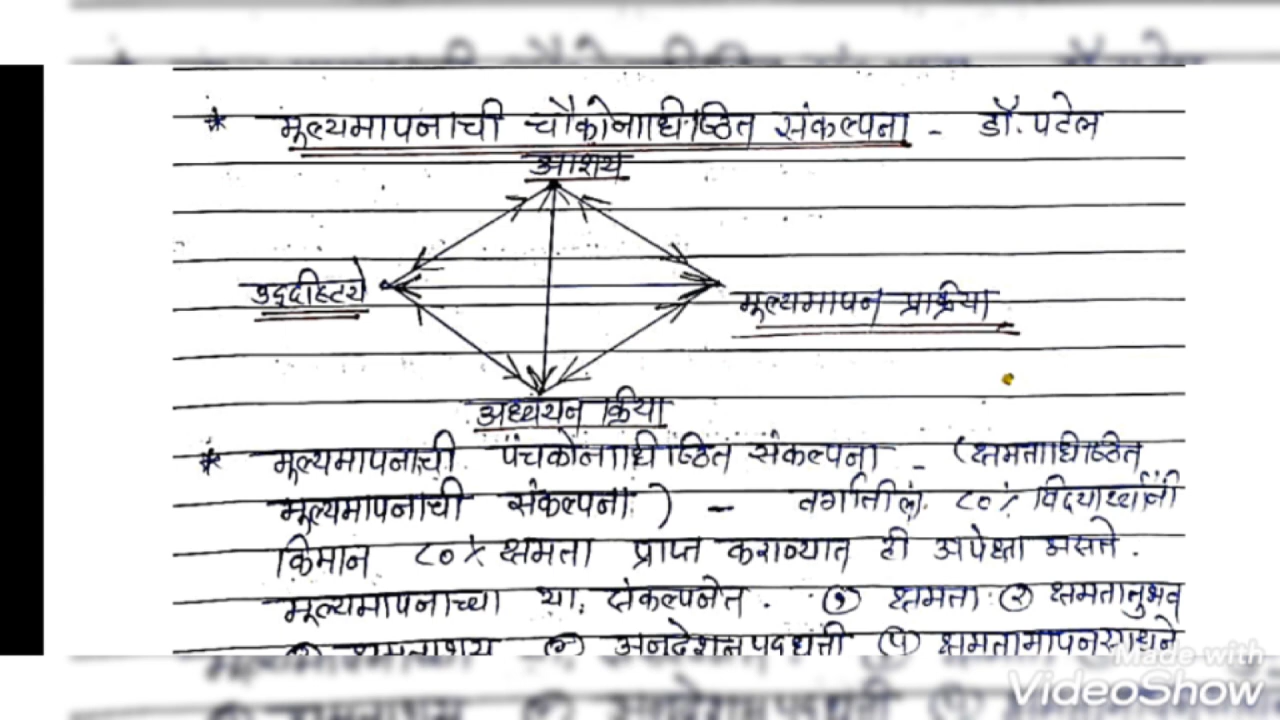 * मूल्यमापनाची चौकोनाधिष्ठित संकल्पना - डॉ. पटेल
आशय
उद्दीष्टये
मूल्यमापन प्रक्रिया
अध्ययन क्रिया
* मूल्यमापनाची पंचकोनाधिष्ठित संकल्पना - (क्षमताधिष्ठित
मूल्यमापनाची संकल्पना) - वर्गातील ८०% विद्यार्थ्यांनी
किमान ८०% क्षमता प्राप्त कराव्यात ही अपेक्षा असते.
मूल्यमापनाच्या या संकल्पनेत. १) क्षमता २) क्षमतानुभव
अनुदेशनपद्धती ५) क्षमतामापनसाधने
Made with
VideoShow